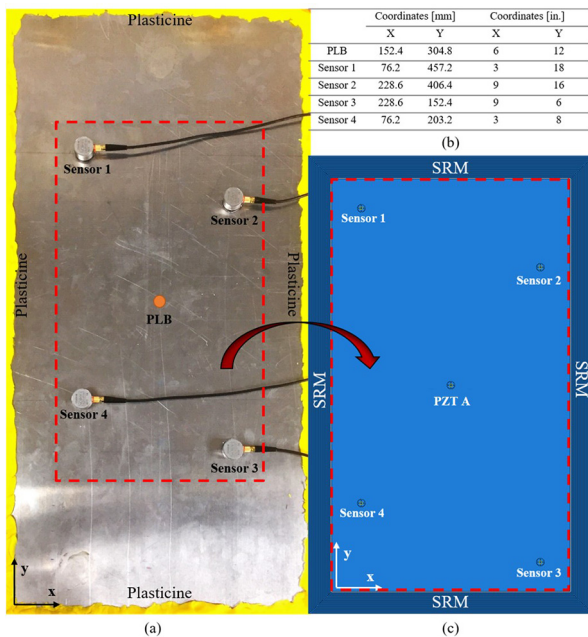 Plasticine
Sensor 1
Sensor 2
Plasticine
Plasticine
PLB
Sensor 4
Sensor 3
y
x
Plasticine
(a)
Coordinates [mm] Coordinates [in.]
X Y X Y
PLB 152.4 304.8 6 12
Sensor 1 76.2 457.2 3 18
Sensor 2 228.6 406.4 9 16
Sensor 3 228.6 152.4 9 6
Sensor 4 76.2 203.2 3 8
(b)
SRM
Sensor 1
Sensor 2
SRM
SRM
PZT A
Sensor 4
Sensor 3
y
x
SRM
(c)